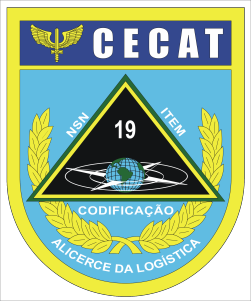 CECAT
NSN
ITEM
19
CODIFICAÇÃO
ALICERCE DA LOGÍSTICA